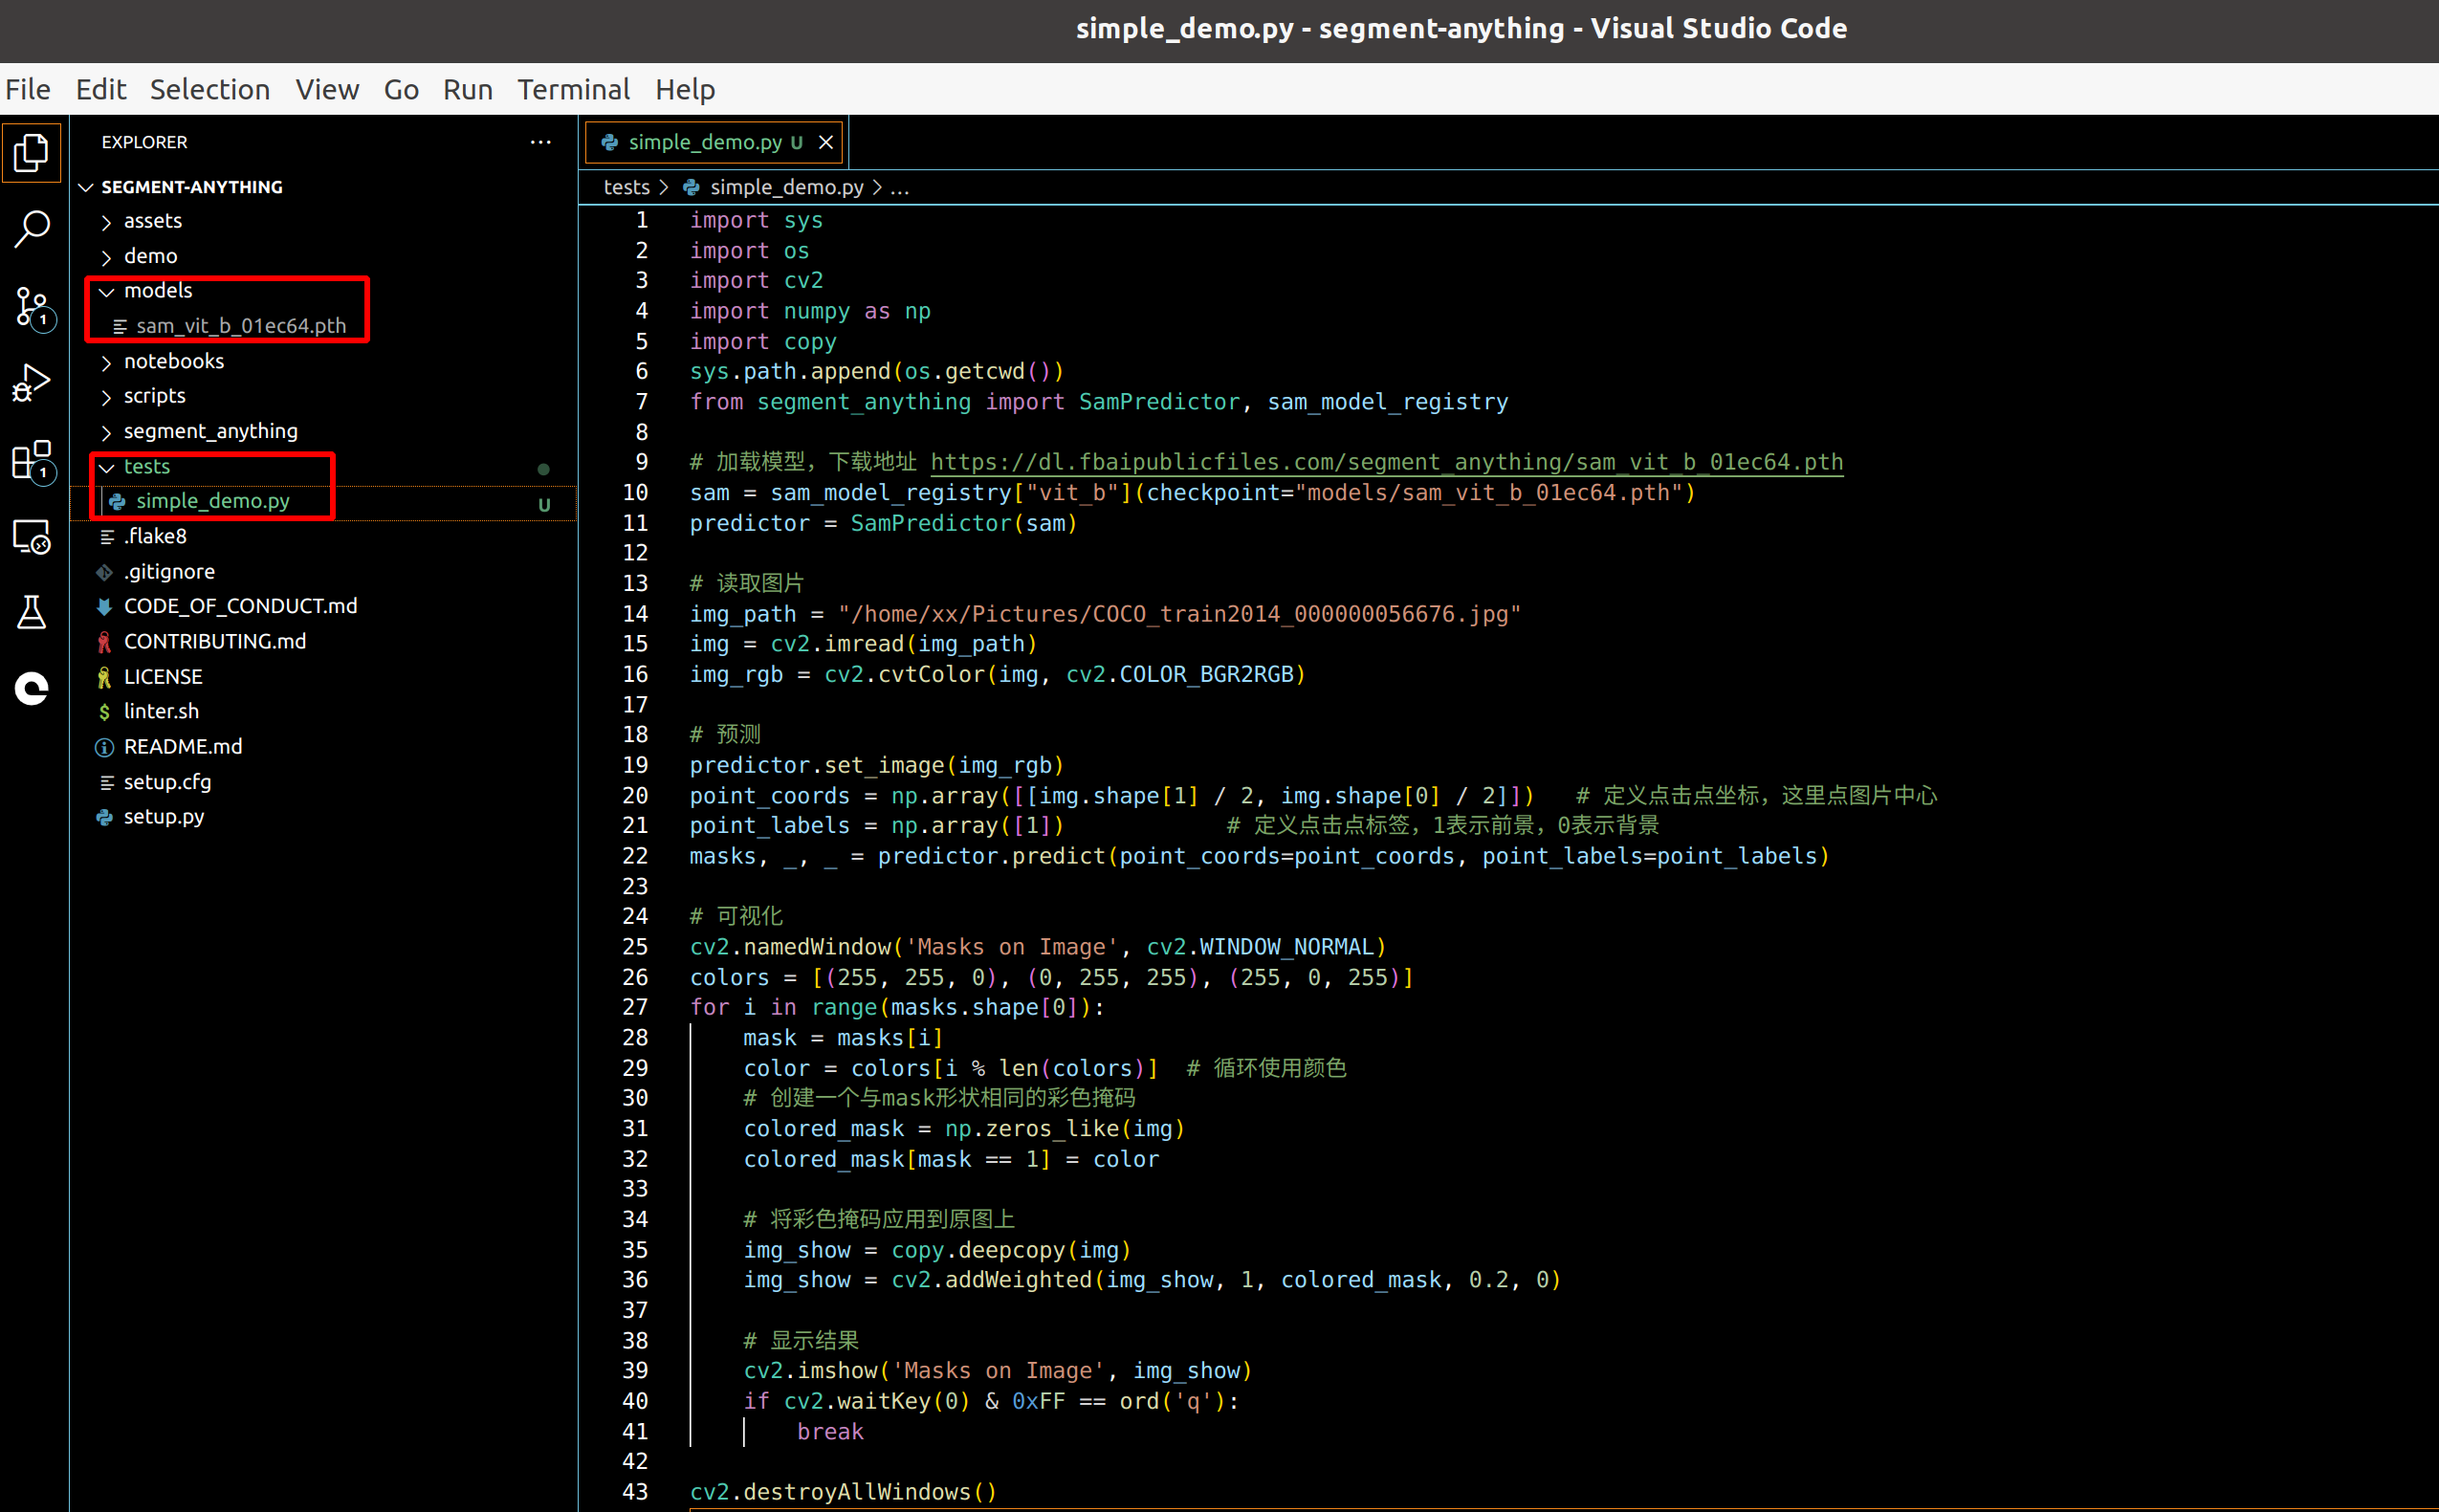 simple_demo.py - segment-anything - Visual Studio Code
File Edit Selection View Go Run Terminal Help
EXPLORER
SEGMENT-ANYTHING
assets
demo
models
sam_vit_b_01ec64.pth
notebooks
scripts
segment_anything
tests
simple_demo.py U
.flake8
.gitignore
CODE_OF_CONDUCT.md
CONTRIBUTING.md
LICENSE
$ linter.sh
README.md
setup.cfg
setup.py
1
1
simple_demo.py U
tests > simple_demo.py > ...
1 import sys
2 import os
3 import cv2
4 import numpy as np
5 import copy
6 sys.path.append(os.getcwd())
7 from segment_anything import SamPredictor, sam_model_registry
8
9 # 加载模型，下载地址 https://dl.fbaipublicfiles.com/segment_anything/sam_vit_b_01ec64.pth
10 sam = sam_model_registry["vit_b"](checkpoint="models/sam_vit_b_01ec64.pth")
11 predictor = SamPredictor(sam)
12
13 # 读取图片
14 img_path = "/home/xx/Pictures/COCO_train2014_000000056676.jpg"
15 img = cv2.imread(img_path)
16 img_rgb = cv2.cvtColor(img, cv2.COLOR_BGR2RGB)
17
18 # 预测
19 predictor.set_image(img_rgb)
20 point_coords = np.array([[img.shape[1] / 2, img.shape[0] / 2]]) # 定义点击点坐标，这里点图片中心
21 point_labels = np.array([1]) # 定义点击点标签，1表示前景，0表示背景
22 masks, _, _ = predictor.predict(point_coords=point_coords, point_labels=point_labels)
23
24 # 可视化
25 cv2.namedWindow('Masks on Image', cv2.WINDOW_NORMAL)
26 colors = [(255, 255, 0), (0, 255, 255), (255, 0, 255)]
27 for i in range(masks.shape[0]):
28 mask = masks[i]
29 color = colors[i % len(colors)] # 循环使用颜色
30 # 创建一个与mask形状相同的彩色掩码
31 colored_mask = np.zeros_like(img)
32 colored_mask[mask == 1] = color
33
34 # 将彩色掩码应用到原图上
35 img_show = copy.deepcopy(img)
36 img_show = cv2.addWeighted(img_show, 1, colored_mask, 0.2, 0)
37
38 # 显示结果
39 cv2.imshow('Masks on Image', img_show)
40 if cv2.waitKey(0) & 0xFF == ord('q'):
41 break
42
43 cv2.destroyAllWindows()